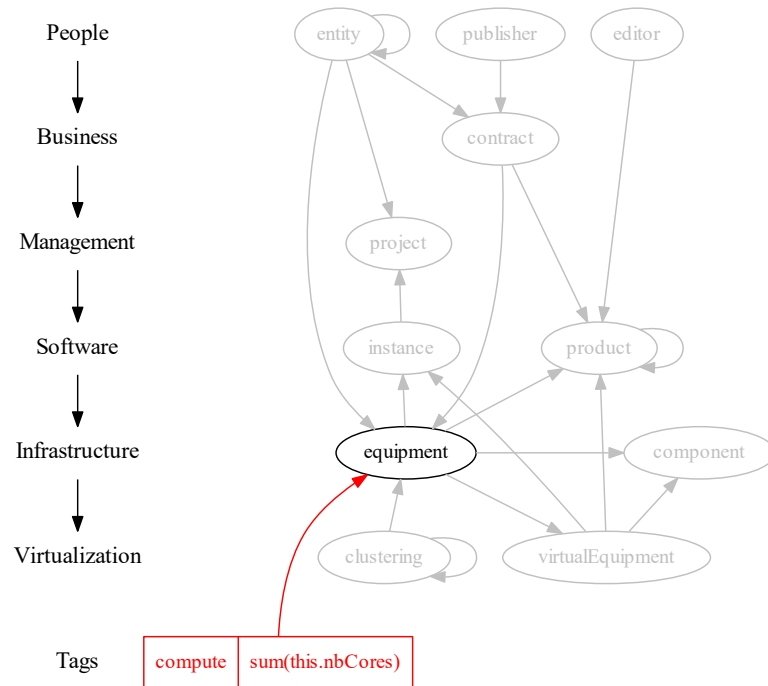 People entity publisher editor
Business contract
Management project
Software instance product
Infrastructure equipment component
Virtualization clustering virtualEquipment
Tags compute sum(this.nbCores)